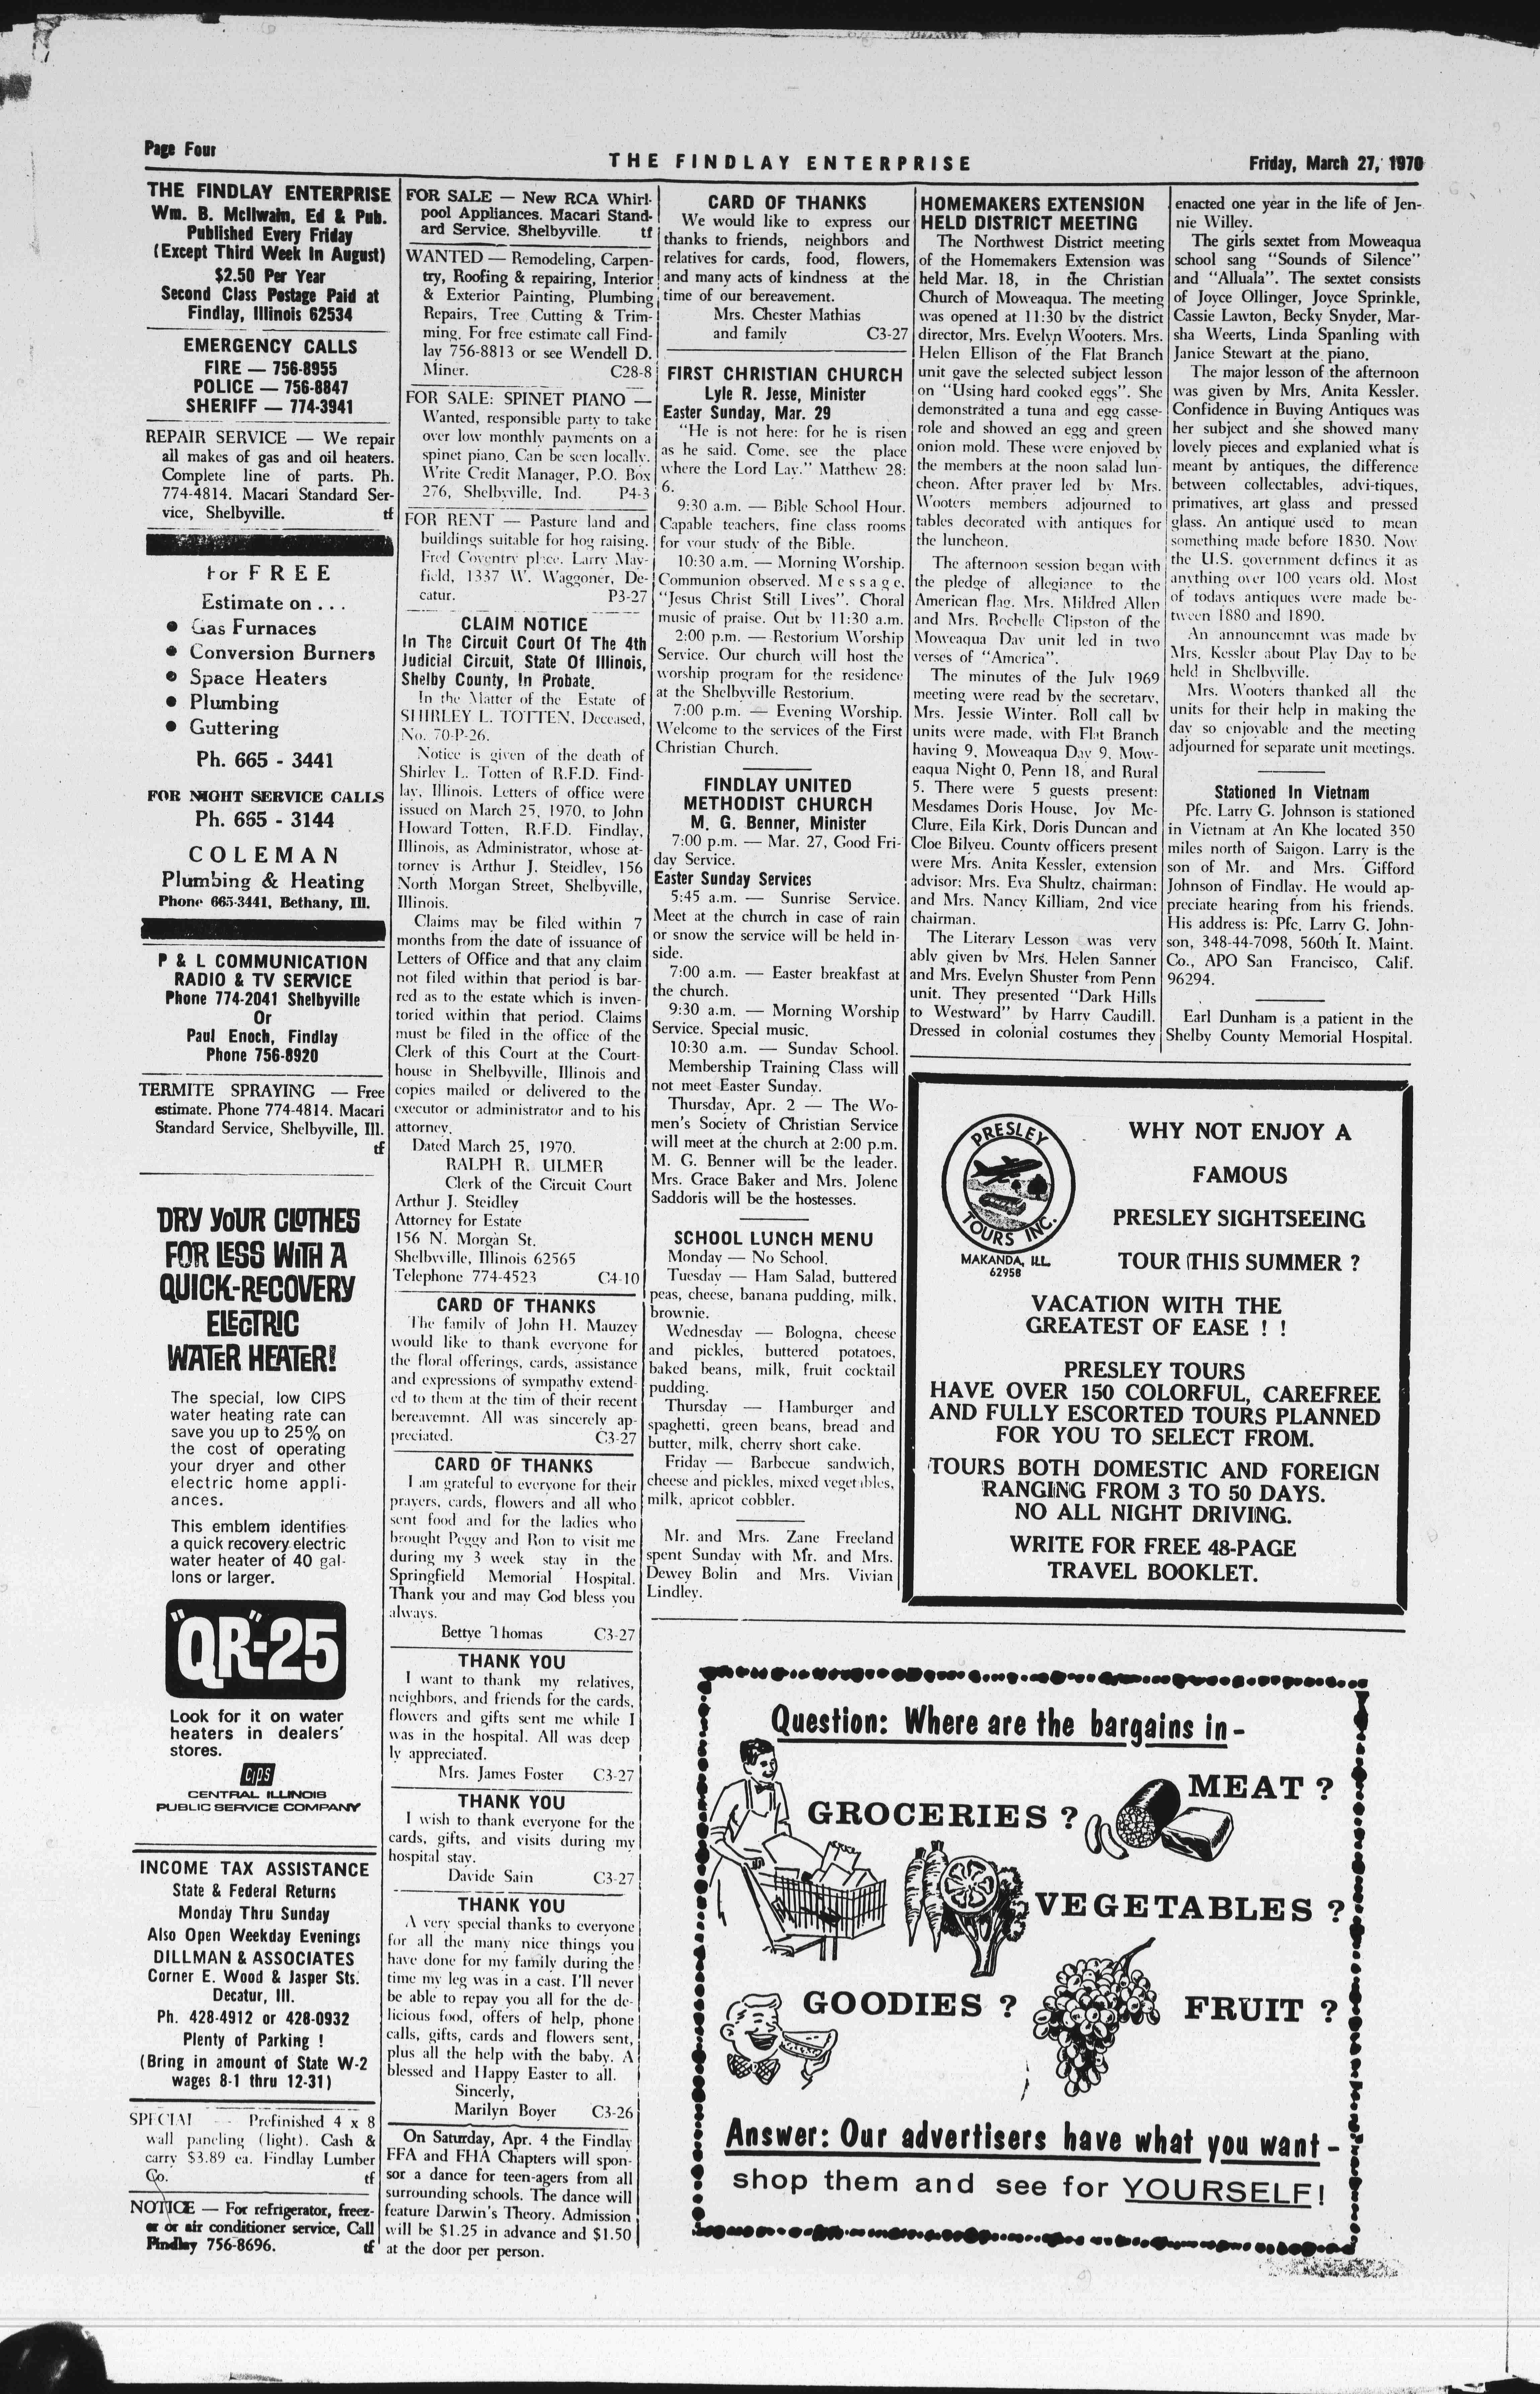 Page Four
THE FINDLAY ENTERPRISE
Friday, March 27, 1970
THE FINDLAY ENTERPRISE
Wm. B. McIlwain, Ed & Pub.
Published Every Friday
(Except Third Week In August)
$2.50 Per Year
Second Class Postage Paid at
Findlay, Illinois 62534
EMERGENCY CALLS
FIRE — 756-8955
POLICE — 756-8847
SHERIFF — 774-3941
REPAIR SERVICE — We repair
all makes of gas and oil heaters.
Complete line of parts. Ph.
774-4814. Macari Standard Ser-
vice, Shelbyville. tf
For FREE
Estimate on . . .
• Gas Furnaces
• Conversion Burners
• Space Heaters
• Plumbing
• Guttering
Ph. 665 - 3441
FOR NIGHT SERVICE CALLS
Ph. 665 - 3144
COLEMAN
Plumbing & Heating
Phone 665-3441, Bethany, Ill.
P & L COMMUNICATION
RADIO & TV SERVICE
Phone 774-2041 Shelbyville
Or
Paul Enoch, Findlay
Phone 756-8920
TERMITE SPRAYING — Free
estimate. Phone 774-4814. Macari
Standard Service, Shelbyville, Ill.
tf
DRY YOUR CLOTHES
FOR LESS WITH A
QUICK-RECOVERY
ELECTRIC
WATER HEATER!
The special, low CIPS
water heating rate can
save you up to 25% on
the cost of operating
your dryer and other
electric home appli-
ances.
This emblem identifies
a quick recovery electric
water heater of 40 gal-
lons or larger.
"QR"-25
Look for it on water
heaters in dealers'
stores.
CIPS
CENTRAL ILLINOIS
PUBLIC SERVICE COMPANY
INCOME TAX ASSISTANCE
State & Federal Returns
Monday Thru Sunday
Also Open Weekday Evenings
DILLMAN & ASSOCIATES
Corner E. Wood & Jasper Sts.
Decatur, Ill.
Ph. 428-4912 or 428-0932
Plenty of Parking !
(Bring in amount of State W-2
wages 8-1 thru 12-31)
SPECIAL — Prefinished 4 x 8
wall paneling (light). Cash &
carry $3.89 ea. Findlay Lumber
Co. tf
NOTICE — For refrigerator, freez-
er or air conditioner service, Call
Findlay 756-8696. tf
FOR SALE — New RCA Whirl-
pool Appliances. Macari Stand-
ard Service, Shelbyville. tf
WANTED — Remodeling, Carpen-
try, Roofing & repairing, Interior
& Exterior Painting, Plumbing
Repairs, Tree Cutting & Trim-
ming. For free estimate call Find-
lay 756-8813 or see Wendell D.
Miner. C28-8
FOR SALE: SPINET PIANO —
Wanted, responsible party to take
over low monthly payments on a
spinet piano. Can be seen locally.
Write Credit Manager, P.O. Box
276, Shelbyville, Ind. P4-3
FOR RENT — Pasture land and
buildings suitable for hog raising.
Fred Coventry place. Larry May-
field, 1337 W. Waggoner, De-
catur. P3-27
CLAIM NOTICE
In The Circuit Court Of The 4th
Judicial Circuit, State Of Illinois,
Shelby County, In Probate.
In the Matter of the Estate of
SHIRLEY L. TOTTEN, Deceased,
No. 70-P-26.
Notice is given of the death of
Shirley L. Totten of R.F.D. Find-
lay, Illinois. Letters of office were
issued on March 25, 1970, to John
Howard Totten, R.F.D. Findlay,
Illinois, as Administrator, whose at-
torney is Arthur J. Steidley, 156
North Morgan Street, Shelbyville,
Illinois.
Claims may be filed within 7
months from the date of issuance of
Letters of Office and that any claim
not filed within that period is bar-
red as to the estate which is inven-
toried within that period. Claims
must be filed in the office of the
Clerk of this Court at the Court-
house in Shelbyville, Illinois and
copies mailed or delivered to the
executor or administrator and to his
attorney.
Dated March 25, 1970.
RALPH R. ULMER
Clerk of the Circuit Court
Arthur J. Steidley
Attorney for Estate
156 N. Morgan St.
Shelbyville, Illinois 62565
Telephone 774-4523 C4-10
CARD OF THANKS
The family of John H. Mauzey
would like to thank everyone for
the floral offerings, cards, assistance
and expressions of sympathy extend-
ed to them at the tim of their recent
bereavemnt. All was sincerely ap-
preciated. C3-27
CARD OF THANKS
I am grateful to everyone for their
prayers, cards, flowers and all who
sent food and for the ladies who
brought Peggy and Ron to visit me
during my 3 week stay in the
Springfield Memorial Hospital.
Thank you and may God bless you
always.
Bettye Thomas C3-27
THANK YOU
I want to thank my relatives,
neighbors, and friends for the cards,
flowers and gifts sent me while I
was in the hospital. All was deep
ly appreciated.
Mrs. James Foster C3-27
THANK YOU
I wish to thank everyone for the
cards, gifts, and visits during my
hospital stay.
Davide Sain C3-27
THANK YOU
A very special thanks to everyone
for all the many nice things you
have done for my family during the
time my leg was in a cast. I'll never
be able to repay you all for the de-
licious food, offers of help, phone
calls, gifts, cards and flowers sent,
plus all the help with the baby. A
blessed and Happy Easter to all.
Sincerely,
Marilyn Boyer C3-26
On Saturday, Apr. 4 the Findlay
FFA and FHA Chapters will spon-
sor a dance for teen-agers from all
surrounding schools. The dance will
feature Darwin's Theory. Admission
will be $1.25 in advance and $1.50
at the door per person.
CARD OF THANKS
We would like to express our
thanks to friends, neighbors and
relatives for cards, food, flowers,
and many acts of kindness at the
time of our bereavement.
Mrs. Chester Mathias
and family C3-27
FIRST CHRISTIAN CHURCH
Lyle R. Jesse, Minister
Easter Sunday, Mar. 29
"He is not here: for he is risen
as he said. Come, see the place
where the Lord Lay." Matthew 28:
6.
9:30 a.m. — Bible School Hour.
Capable teachers, fine class rooms
for your study of the Bible.
10:30 a.m. — Morning Worship.
Communion observed. Message,
"Jesus Christ Still Lives". Choral
music of praise. Out by 11:30 a.m.
2:00 p.m. — Restorium Worship
Service. Our church will host the
worship program for the residence
at the Shelbyville Restorium.
7:00 p.m. — Evening Worship.
Welcome to the services of the First
Christian Church.
FINDLAY UNITED
METHODIST CHURCH
M. G. Benner, Minister
7:00 p.m. — Mar. 27, Good Fri-
day Service.
Easter Sunday Services
5:45 a.m. — Sunrise Service.
Meet at the church in case of rain
or snow the service will be held in-
side.
7:00 a.m. — Easter breakfast at
the church.
9:30 a.m. — Morning Worship
Service. Special music.
10:30 a.m. — Sunday School.
Membership Training Class will
not meet Easter Sunday.
Thursday, Apr. 2 — The Wo-
men's Society of Christian Service
will meet at the church at 2:00 p.m.
M. G. Benner will be the leader.
Mrs. Grace Baker and Mrs. Jolene
Saddoris will be the hostesses.
SCHOOL LUNCH MENU
Monday — No School.
Tuesday — Ham Salad, buttered
peas, cheese, banana pudding, milk,
brownie.
Wednesday — Bologna, cheese
and pickles, buttered potatoes,
baked beans, milk, fruit cocktail
pudding.
Thursday — Hamburger and
spaghetti, green beans, bread and
butter, milk, cherry short cake.
Friday — Barbecue sandwich,
cheese and pickles, mixed vegetables,
milk, apricot cobbler.
Mr. and Mrs. Zane Freeland
spent Sunday with Mr. and Mrs.
Dewey Bolin and Mrs. Vivian
Lindley.
HOMEMAKERS EXTENSION
HELD DISTRICT MEETING
The Northwest District meeting
of the Homemakers Extension was
held Mar. 18, in the Christian
Church of Moweaqua. The meeting
was opened at 11:30 by the district
director, Mrs. Evelyn Wooters. Mrs.
Helen Ellison of the Flat Branch
unit gave the selected subject lesson
on "Using hard cooked eggs". She
demonstrated a tuna and egg casse-
role and showed an egg and green
onion mold. These were enjoyed by
the members at the noon salad lun-
cheon. After prayer led by Mrs.
Wooters members adjourned to
tables decorated with antiques for
the luncheon.
The afternoon session began with
the pledge of allegiance to the
American flag. Mrs. Mildred Allen
and Mrs. Rochelle Clipston of the
Moweaqua Day unit led in two
verses of "America".
The minutes of the July 1969
meeting were read by the secretary,
Mrs. Jessie Winter. Roll call by
units were made, with Flat Branch
having 9, Moweaqua Day 9, Mow-
eaqua Night 0, Penn 18, and Rural
5. There were 5 guests present:
Mesdames Doris House, Joy Mc-
Clure, Eila Kirk, Doris Duncan and
Cloe Bilyeu. County officers present
were Mrs. Anita Kessler, extension
advisor; Mrs. Eva Shultz, chairman;
and Mrs. Nancy Killiam, 2nd vice
chairman.
The Literary Lesson was very
ably given by Mrs. Helen Sanner
and Mrs. Evelyn Shuster from Penn
unit. They presented "Dark Hills
to Westward" by Harry Caudill.
Dressed in colonial costumes they
enacted one year in the life of Jen-
nie Willey.
The girls sextet from Moweaqua
school sang "Sounds of Silence"
and "Alluala". The sextet consists
of Joyce Ollinger, Joyce Sprinkle,
Cassie Lawton, Becky Snyder, Mar-
sha Weerts, Linda Spanling with
Janice Stewart at the piano.
The major lesson of the afternoon
was given by Mrs. Anita Kessler.
Confidence in Buying Antiques was
her subject and she showed many
lovely pieces and explanied what is
meant by antiques, the difference
between collectables, advi-tiques,
primatives, art glass and pressed
glass. An antique used to mean
something made before 1830. Now
the U.S. government defines it as
anything over 100 years old. Most
of todays antiques were made be-
tween 1880 and 1890.
An announcemnt was made by
Mrs. Kessler about Play Day to be
held in Shelbyville.
Mrs. Wooters thanked all the
units for their help in making the
day so enjoyable and the meeting
adjourned for separate unit meetings.
Stationed In Vietnam
Pfc. Larry G. Johnson is stationed
in Vietnam at An Khe located 350
miles north of Saigon. Larry is the
son of Mr. and Mrs. Gifford
Johnson of Findlay. He would ap-
preciate hearing from his friends.
His address is: Pfc. Larry G. John-
son, 348-44-7098, 560th It. Maint.
Co., APO San Francisco, Calif.
96294.
Earl Dunham is a patient in the
Shelby County Memorial Hospital.
PRESLEY
TOURS INC.
MAKANDA, ILL.
62958
WHY NOT ENJOY A
FAMOUS
PRESLEY SIGHTSEEING
TOUR THIS SUMMER ?
VACATION WITH THE
GREATEST OF EASE ! !
PRESLEY TOURS
HAVE OVER 150 COLORFUL, CAREFREE
AND FULLY ESCORTED TOURS PLANNED
FOR YOU TO SELECT FROM.
TOURS BOTH DOMESTIC AND FOREIGN
RANGING FROM 3 TO 50 DAYS.
NO ALL NIGHT DRIVING.
WRITE FOR FREE 48-PAGE
TRAVEL BOOKLET.
Question: Where are the bargains in-
MEAT ?
GROCERIES ?
VEGETABLES ?
GOODIES ?
FRUIT ?
Answer: Our advertisers have what you want-
shop them and see for YOURSELF!